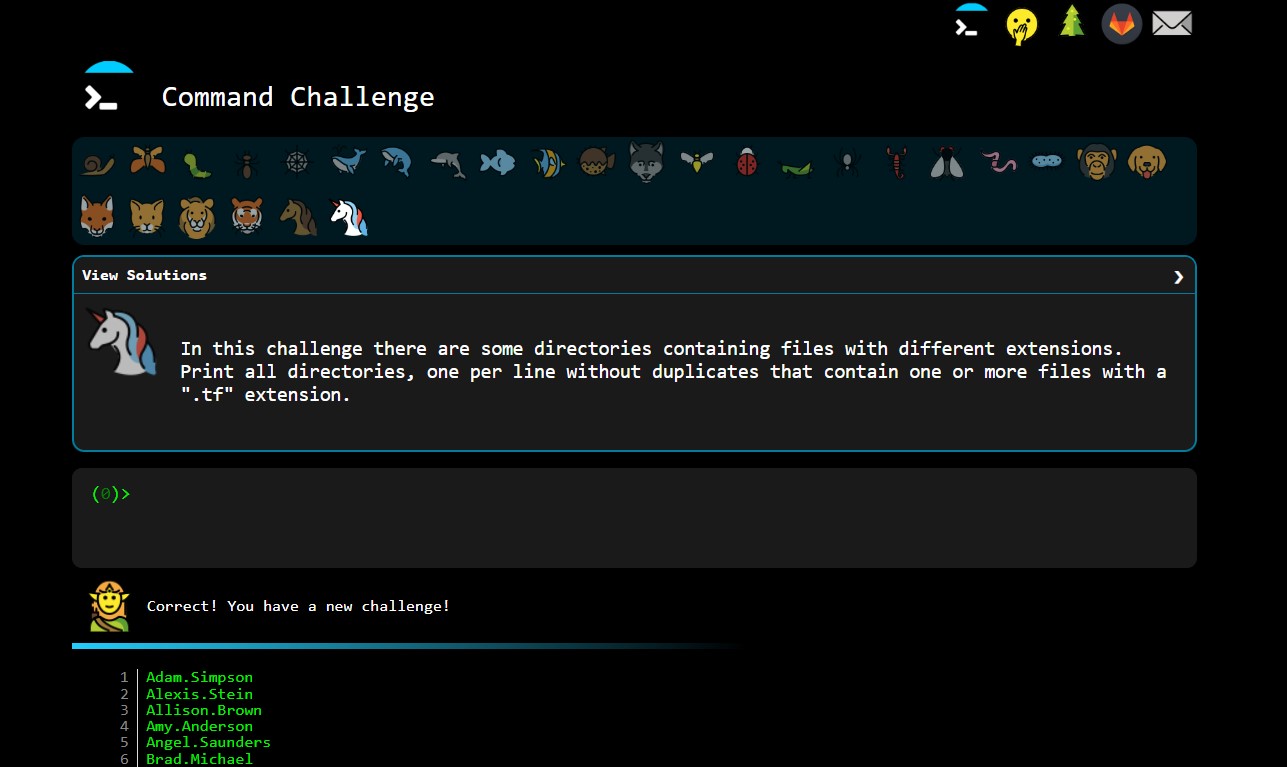 Command Challenge
View Solutions
In this challenge there are some directories containing files with different extensions.
Print all directories, one per line without duplicates that contain one or more files with a
".tf" extension.
(0)>
Correct! You have a new challenge!
1 Adam.Simpson
2 Alexis.Stein
3 Allison.Brown
4 Amy.Anderson
5 Angel.Saunders
6 Brad.Michael